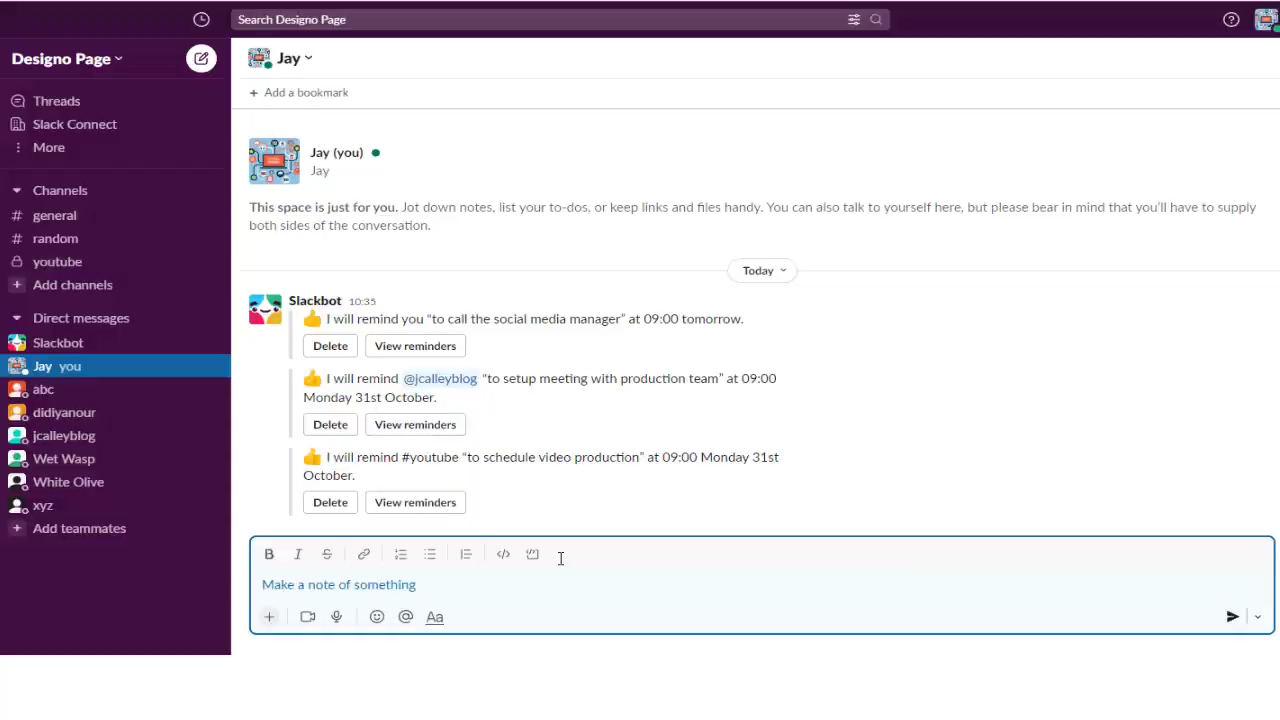 Search Designo Page
Designo Page
Jay
Add a bookmark
Threads
Slack Connect
More
Channels
# general
# random
youtube
+ Add channels
Direct messages
Slackbot
Jay you
abc
didiyanour
jcalleyblog
Wet Wasp
White Olive
xyz
+ Add teammates
Jay (you)
Jay
This space is just for you. Jot down notes, list your to-dos, or keep links and files handy. You can also talk to yourself here, but please bear in mind that you’ll have to supply
both sides of the conversation.
Today
Slackbot 10:35
👍 I will remind you “to call the social media manager” at 09:00 tomorrow.
Delete View reminders
👍 I will remind @jcalleyblog “to setup meeting with production team” at 09:00
Monday 31st October.
Delete View reminders
👍 I will remind #youtube “to schedule video production” at 09:00 Monday 31st
October.
Delete View reminders
B I S
Make a note of something
+ @ Aa